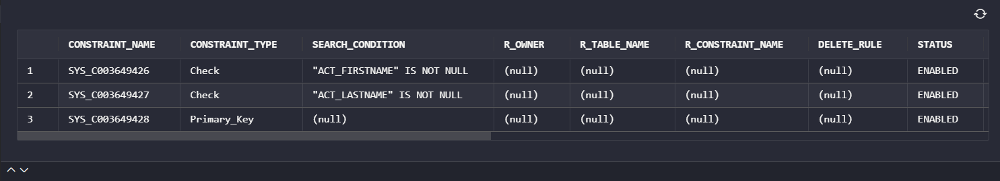 CONSTRAINT_NAME CONSTRAINT_TYPE SEARCH_CONDITION R_OWNER R_TABLE_NAME R_CONSTRAINT_NAME DELETE_RULE STATUS
1 SYS_C003649426 Check "ACT_FIRSTNAME" IS NOT NULL (null) (null) (null) (null) ENABLED
2 SYS_C003649427 Check "ACT_LASTNAME" IS NOT NULL (null) (null) (null) (null) ENABLED
3 SYS_C003649428 Primary_Key (null) (null) (null) (null) (null) ENABLED